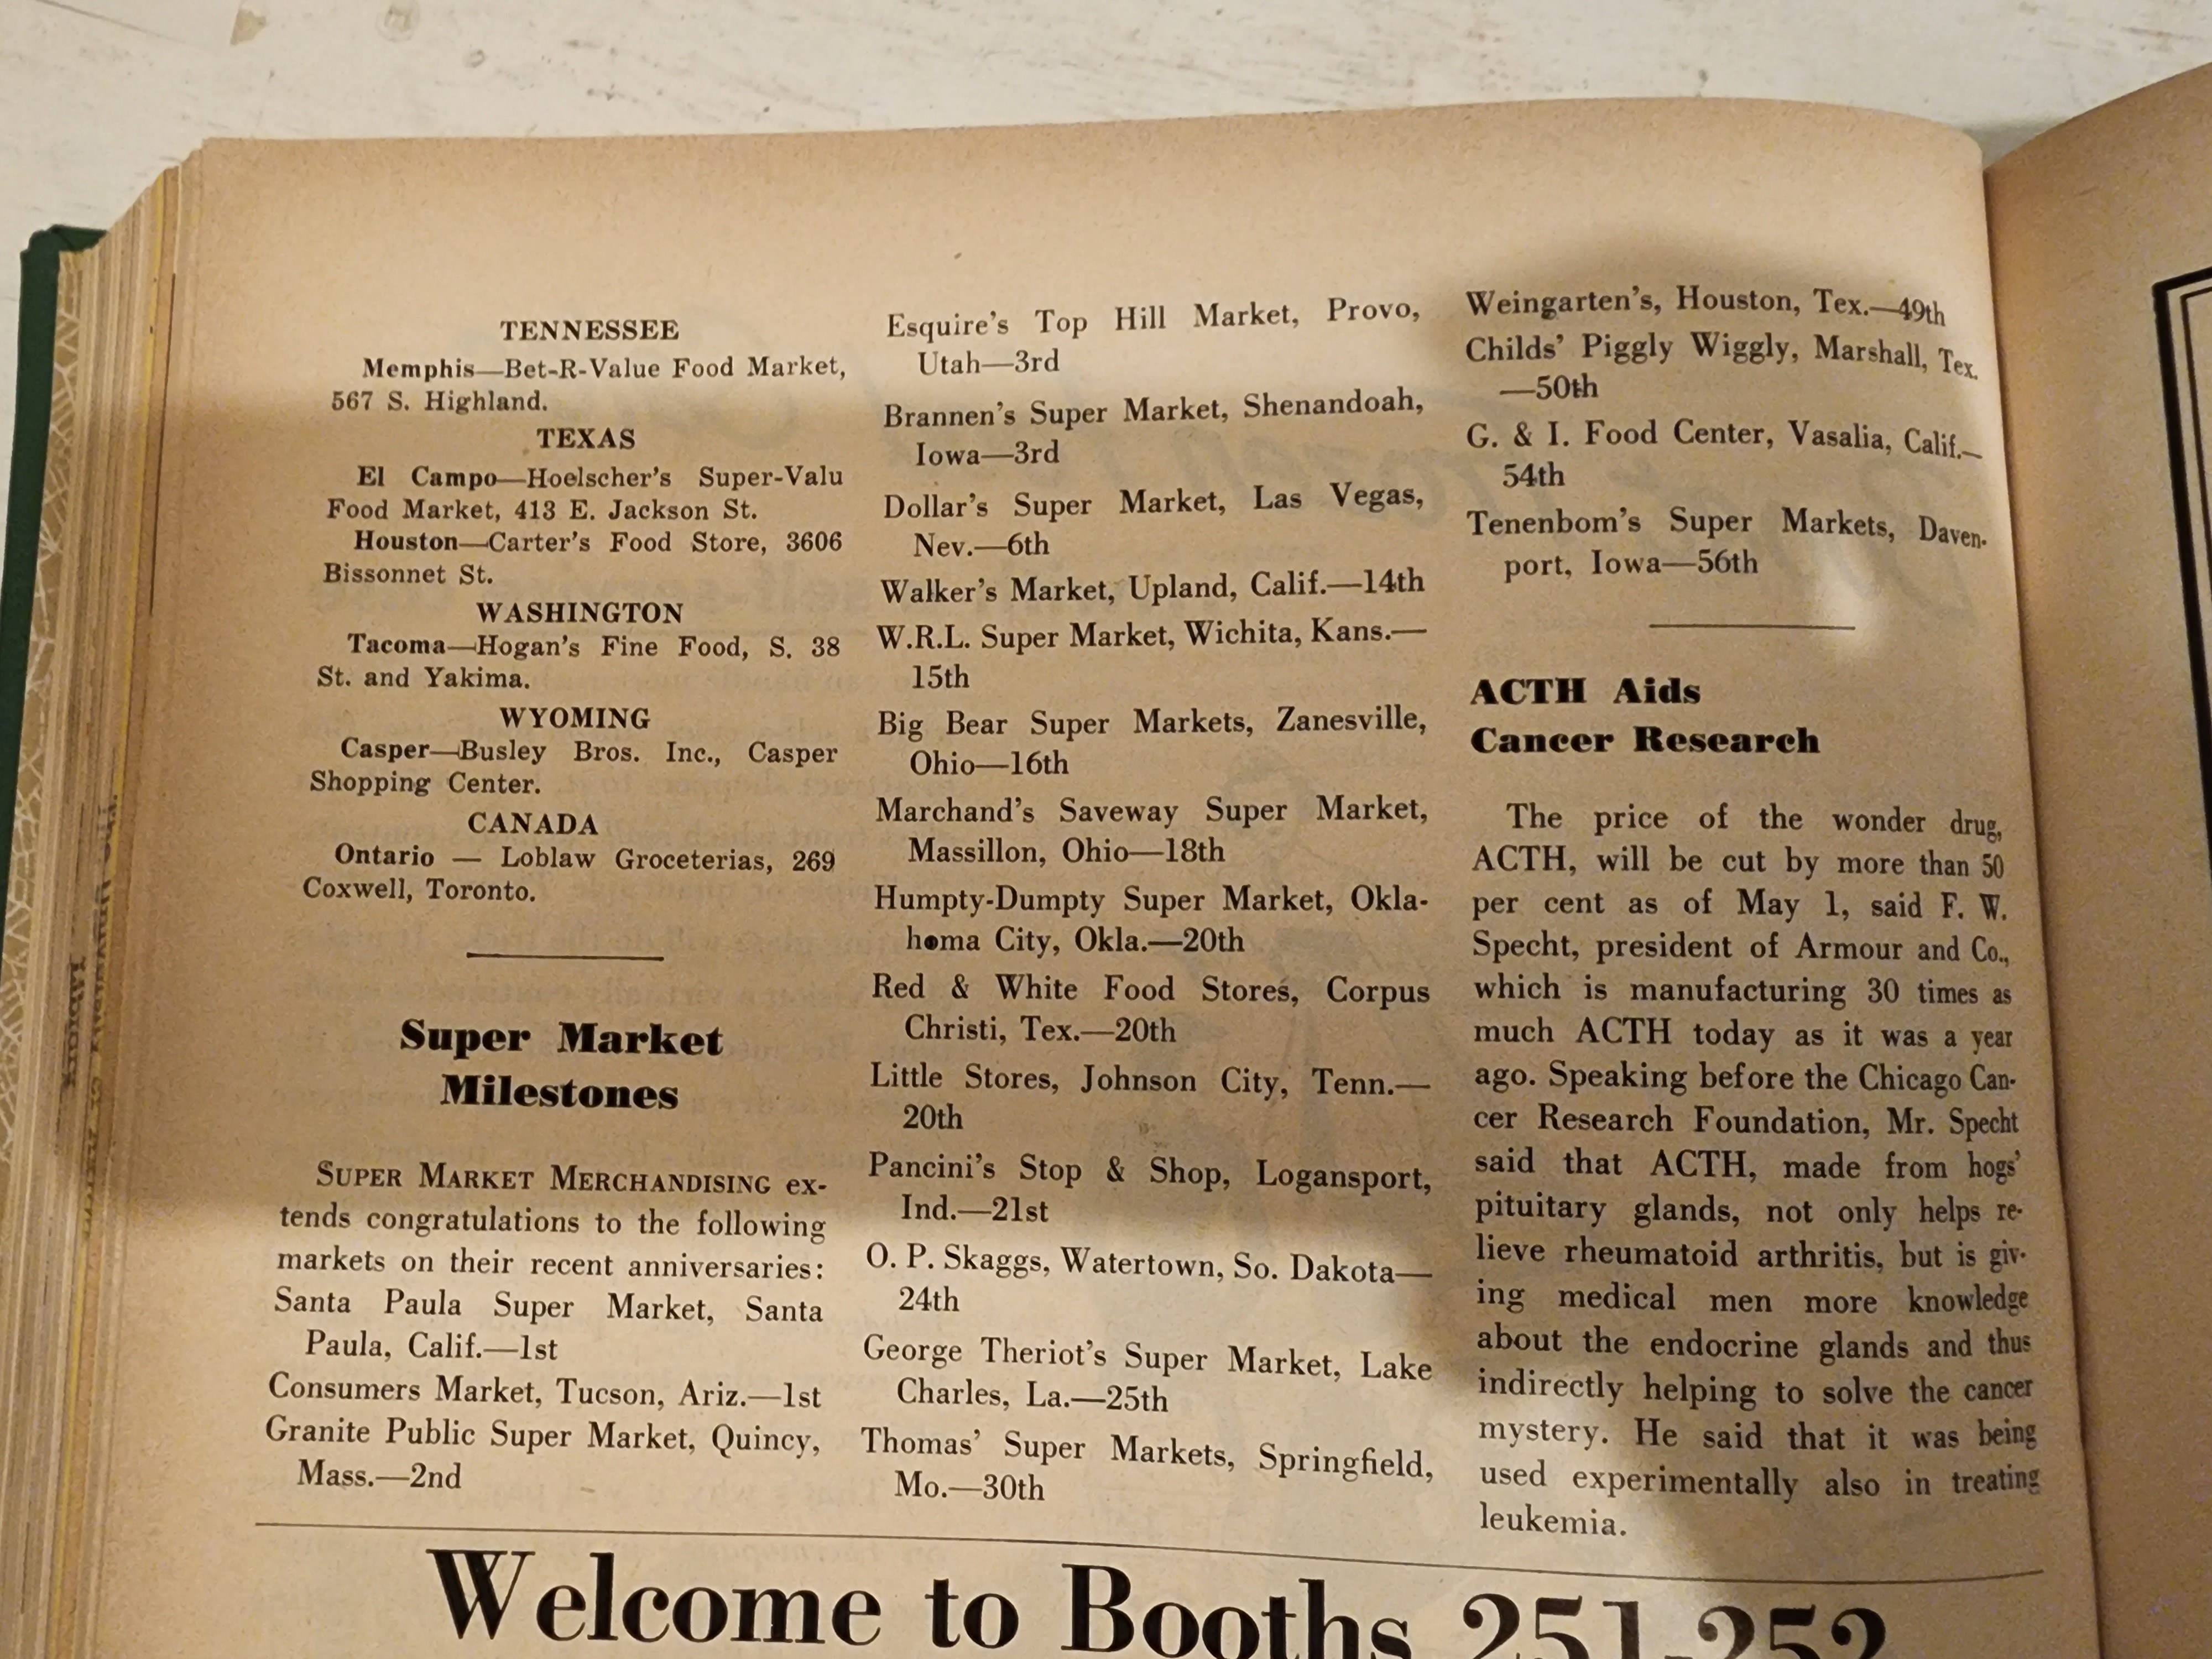 TENNESSEE
Memphis—Bet-R-Value Food Market,
567 S. Highland.
TEXAS
El Campo—Hoelscher's Super-Valu
Food Market, 413 E. Jackson St.
Houston—Carter's Food Store, 3606
Bissonnet St.
WASHINGTON
Tacoma—Hogan's Fine Food, S. 38
St. and Yakima.
WYOMING
Casper—Busley Bros. Inc., Casper
Shopping Center.
CANADA
Ontario — Loblaw Groceterias, 269
Coxwell, Toronto.
Super Market
Milestones
SUPER MARKET MERCHANDISING ex-
tends congratulations to the following
markets on their recent anniversaries:
Santa Paula Super Market, Santa
Paula, Calif.—1st
Consumers Market, Tucson, Ariz.—1st
Granite Public Super Market, Quincy,
Mass.—2nd
Esquire's Top Hill Market, Provo,
Utah—3rd
Brannen's Super Market, Shenandoah,
Iowa—3rd
Dollar's Super Market, Las Vegas,
Nev.—6th
Walker's Market, Upland, Calif.—14th
W.R.L. Super Market, Wichita, Kans.—
15th
Big Bear Super Markets, Zanesville,
Ohio—16th
Marchand's Saveway Super Market,
Massillon, Ohio—18th
Humpty-Dumpty Super Market, Okla-
homa City, Okla.—20th
Red & White Food Stores, Corpus
Christi, Tex.—20th
Little Stores, Johnson City, Tenn.—
20th
Pancini's Stop & Shop, Logansport,
Ind.—21st
O. P. Skaggs, Watertown, So. Dakota—
24th
George Theriot's Super Market, Lake
Charles, La.—25th
Thomas' Super Markets, Springfield,
Mo.—30th
Weingarten's, Houston, Tex.—49th
Childs' Piggly Wiggly, Marshall, Tex.
—50th
G. & I. Food Center, Vasalia, Calif.—
54th
Tenenbom's Super Markets, Daven-
port, Iowa—56th
ACTH Aids
Cancer Research
The price of the wonder drug,
ACTH, will be cut by more than 50
per cent as of May 1, said F. W.
Specht, president of Armour and Co.,
which is manufacturing 30 times as
much ACTH today as it was a year
ago. Speaking before the Chicago Can-
cer Research Foundation, Mr. Specht
said that ACTH, made from hogs'
pituitary glands, not only helps re-
lieve rheumatoid arthritis, but is giv-
ing medical men more knowledge
about the endocrine glands and thus
indirectly helping to solve the cancer
mystery. He said that it was being
used experimentally also in treating
leukemia.
Welcome to Booths 251-252